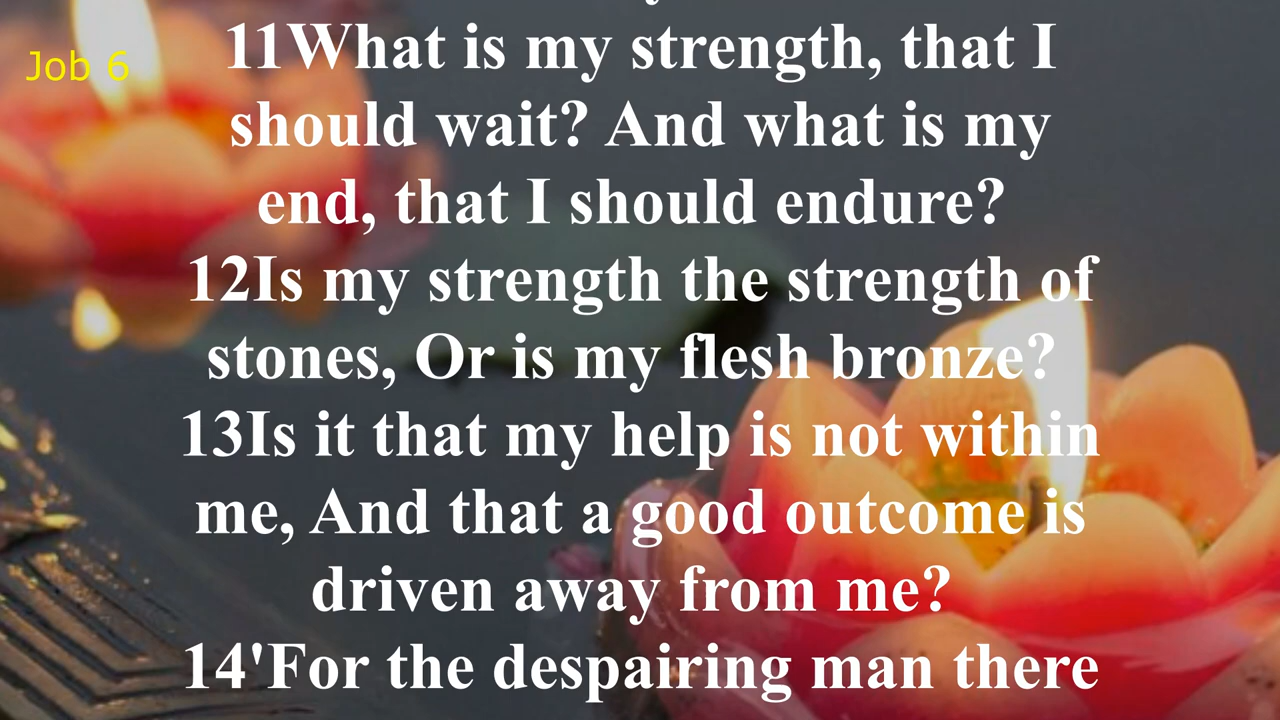 Job 6
11What is my strength, that I
should wait? And what is my
end, that I should endure?
12Is my strength the strength of
stones, Or is my flesh bronze?
13Is it that my help is not within
me, And that a good outcome is
driven away from me?
14'For the despairing man there